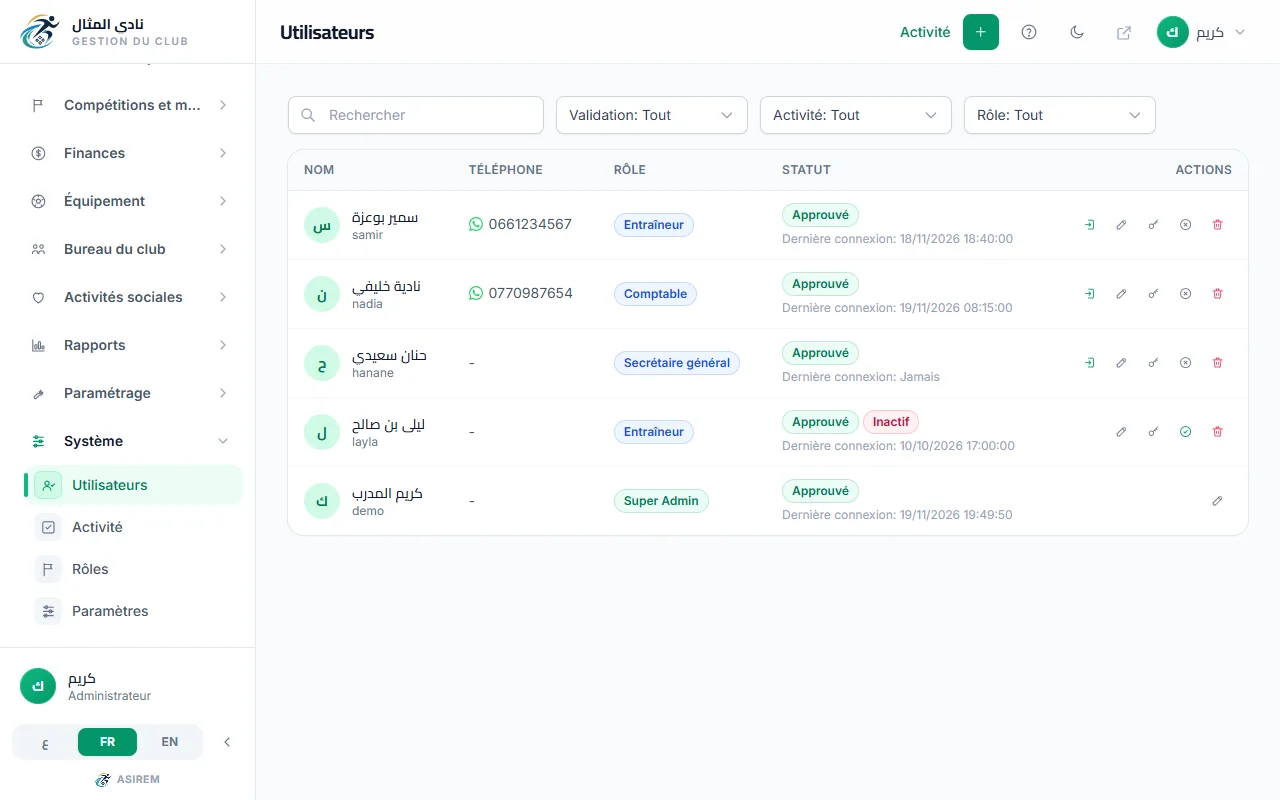 نادي المثال
GESTION DU CLUB
Utilisateurs
Activité
ك
كريم
Compétitions et m...
Finances
Équipement
Bureau du club
Activités sociales
Rapports
Paramétrage
Système
Utilisateurs
Activité
Rôles
Paramètres
ك
كريم
Administrateur
ع
FR
EN
ASIREM
Rechercher
Validation: Tout
Activité: Tout
Rôle: Tout
NOM
TÉLÉPHONE
RÔLE
STATUT
ACTIONS
س
سمير بوعزة
samir
0661234567
Entraîneur
Approuvé
Dernière connexion: 18/11/2026 18:40:00
ن
نادية خليفي
nadia
0770987654
Comptable
Approuvé
Dernière connexion: 19/11/2026 08:15:00
ح
حنان سعيدي
hanane
-
Secrétaire général
Approuvé
Dernière connexion: Jamais
ل
ليلى بن صالح
layla
-
Entraîneur
Approuvé
Inactif
Dernière connexion: 10/10/2026 17:00:00
ك
كريم المدرب
demo
-
Super Admin
Approuvé
Dernière connexion: 19/11/2026 19:49:50